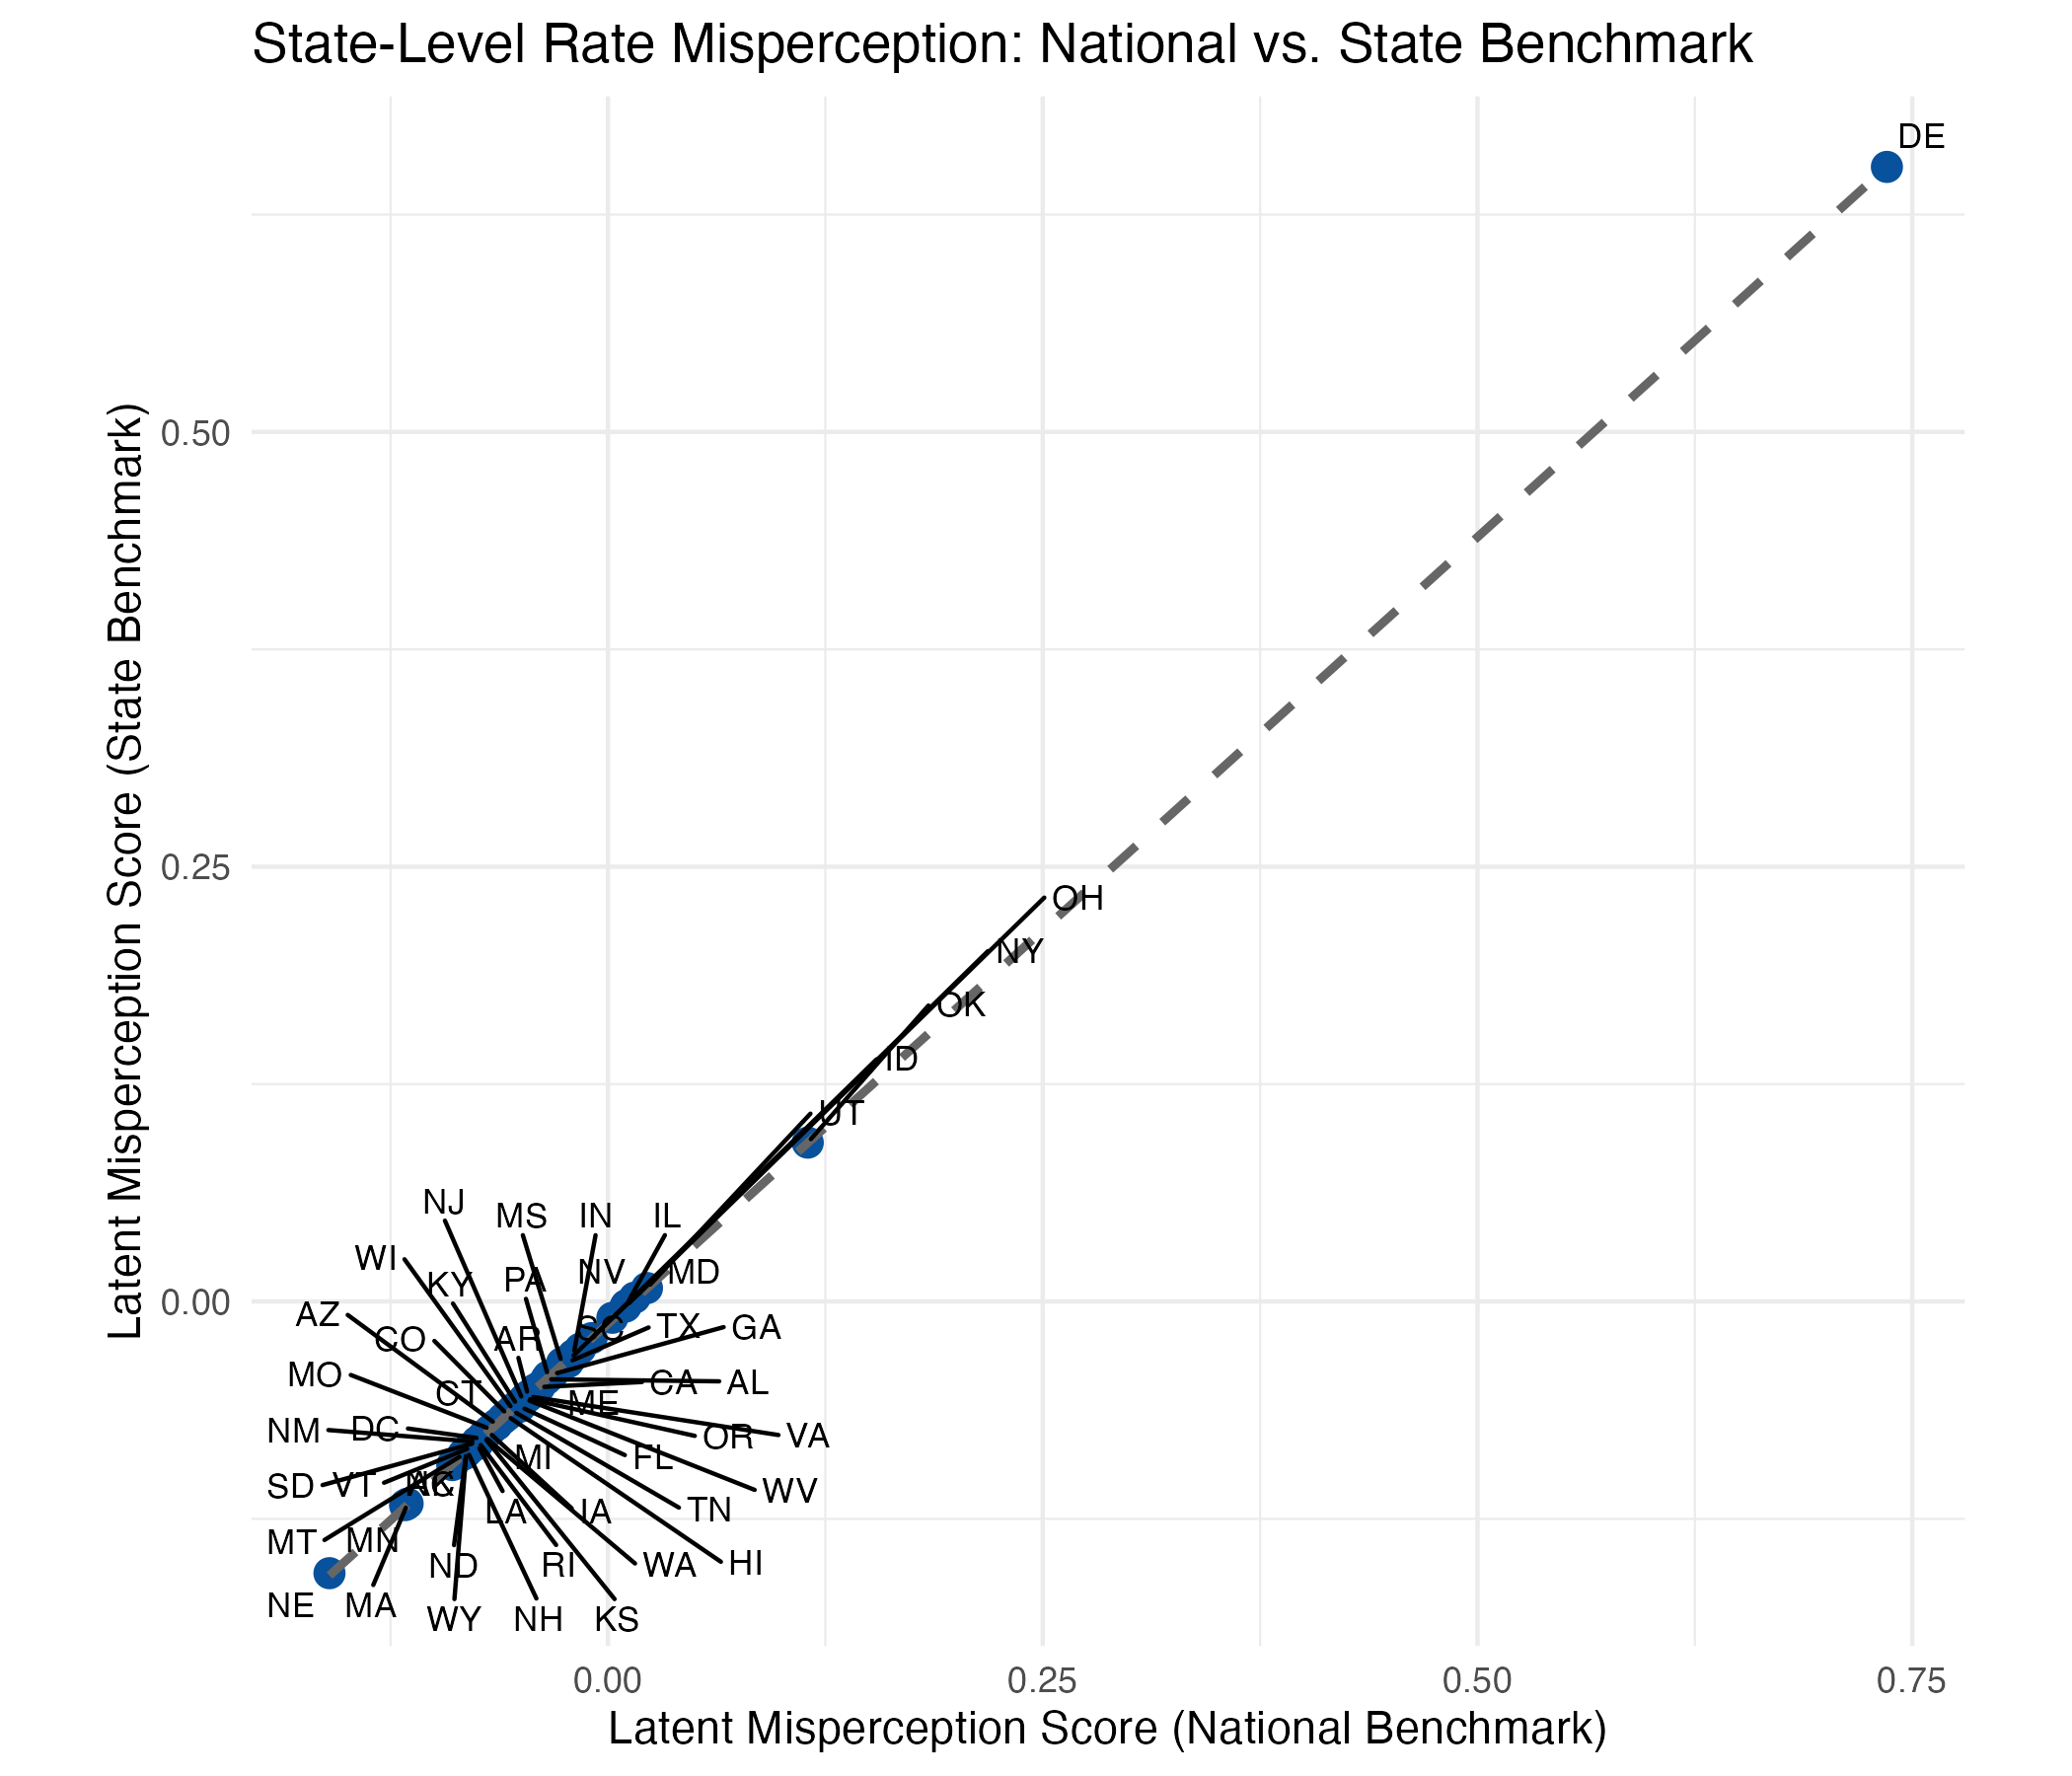 State-Level Rate Misperception: National vs. State Benchmark
DE
0.50
Latent Misperception Score (State Benchmark)
0.25
OH
NY
OK
ID
UT
NJ
MS
IN
IL
WI
KY
PA
NV
MD
0.00
AZ
CO
AR
SC
TX
GA
MO
CT
ME
CA
AL
NM
DC
MI
FL
OR
VA
SD
VT
AK
NC
LA
IA
TN
WV
MT
MN
ND
RI
WA
HI
NE
MA
WY
NH
KS
0.00
0.25
0.50
0.75
Latent Misperception Score (National Benchmark)